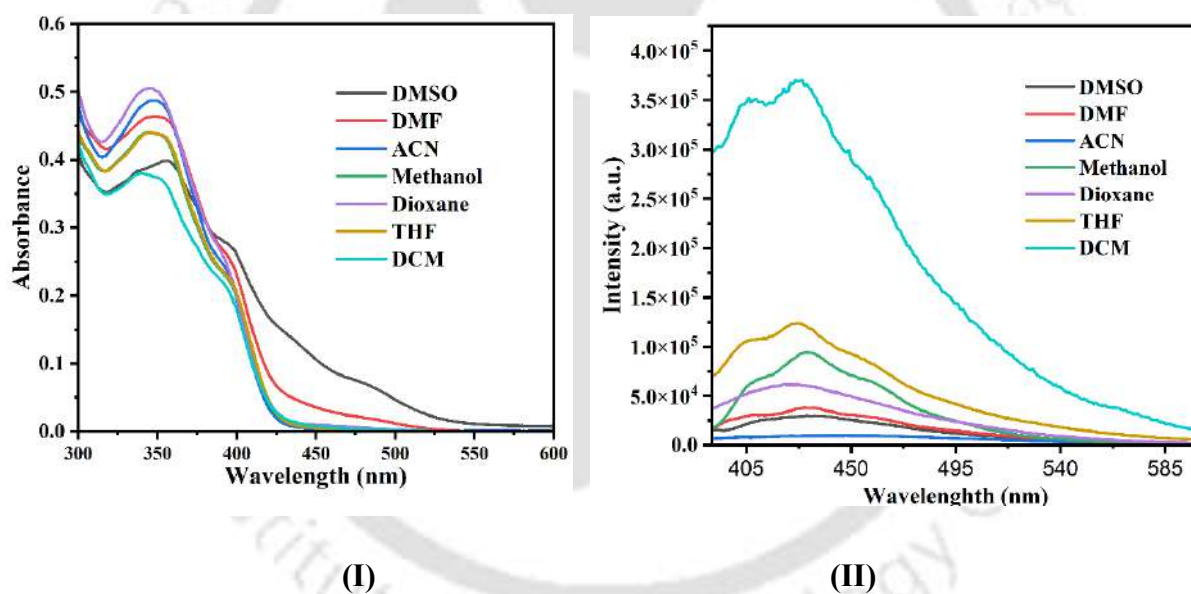 0.6
0.5
0.4
0.3
0.2
0.1
0.0
Absorbance
300 350 400 450 500 550 600
Wavelength (nm)
DMSO
DMF
ACN
Methanol
Dioxane
THF
DCM
(I)
4.0×10⁵
3.5×10⁵
3.0×10⁵
2.5×10⁵
2.0×10⁵
1.5×10⁵
1.0×10⁵
5.0×10⁴
0.0
Intensity (a.u.)
405 450 495 540 585
Wavelenghth (nm)
DMSO
DMF
ACN
Methanol
Dioxane
THF
DCM
(II)